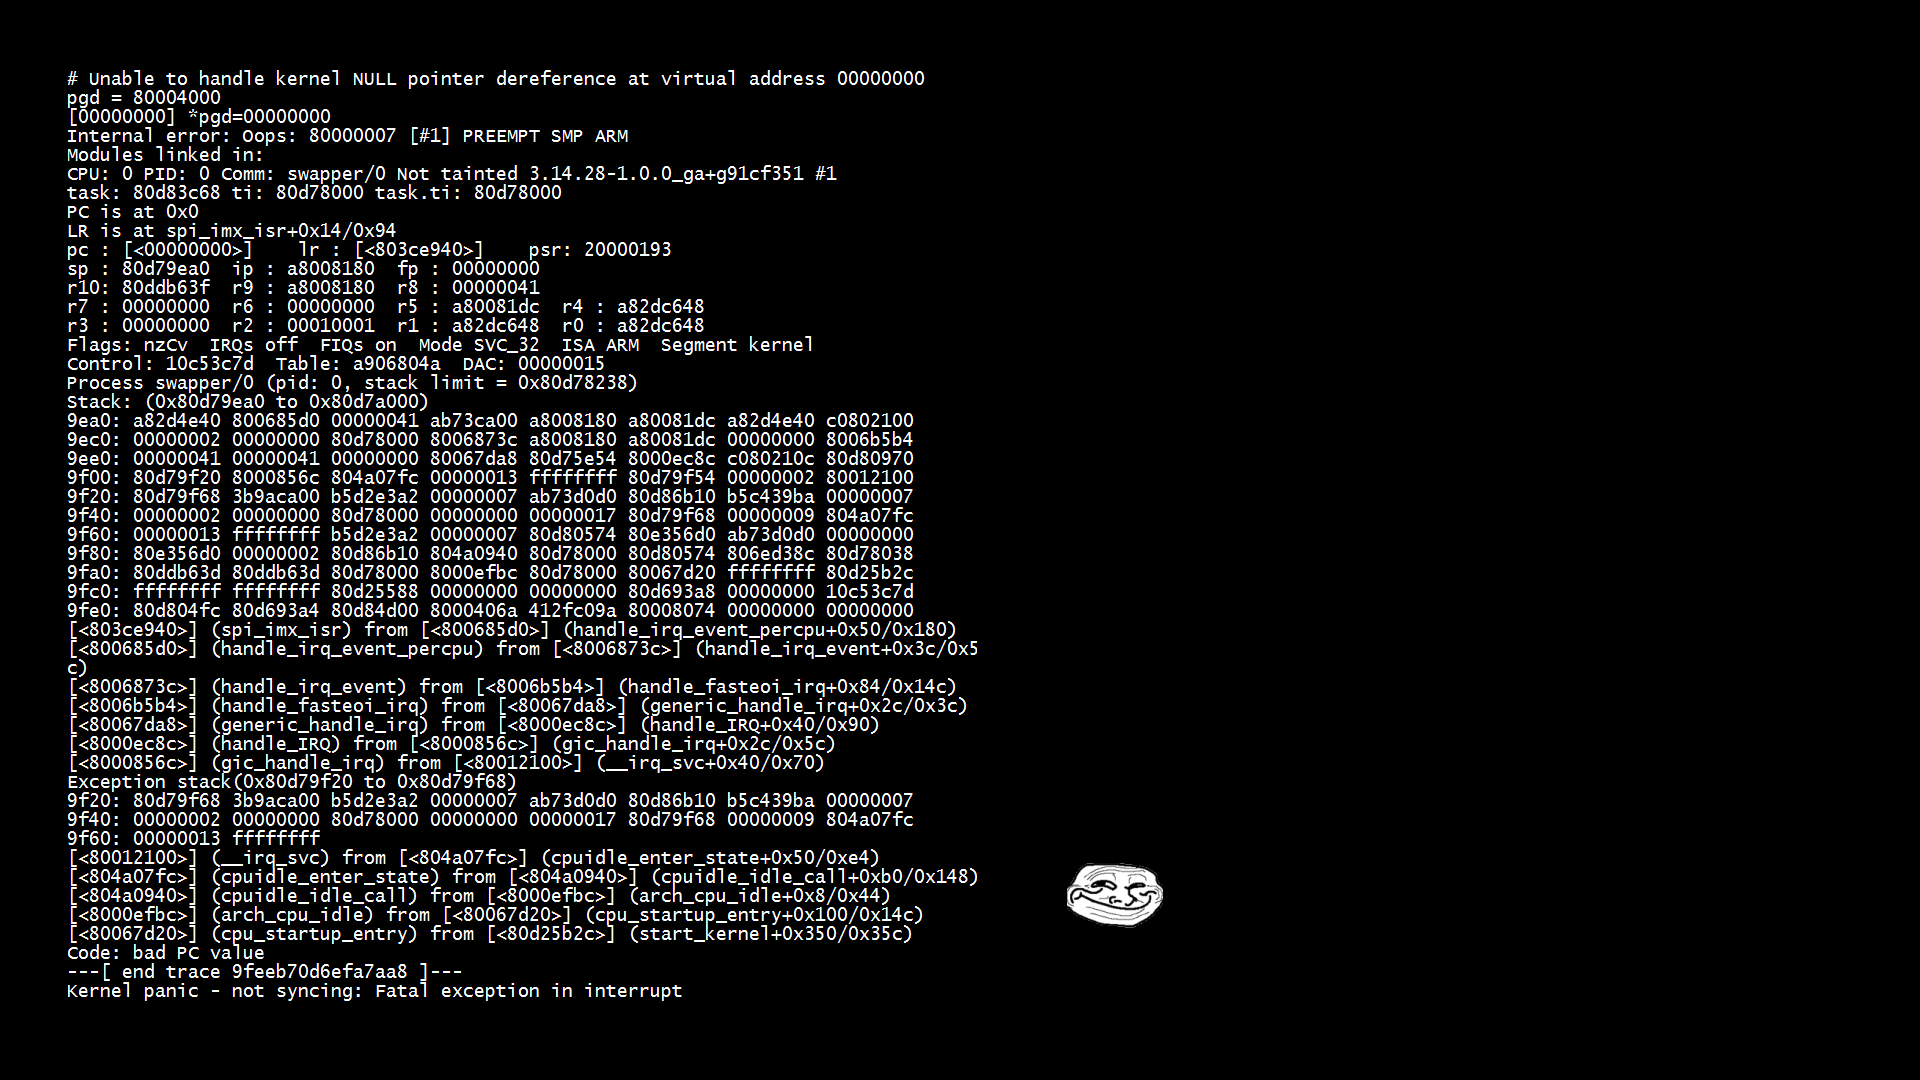 # Unable to handle kernel NULL pointer dereference at virtual address 00000000
pgd = 80004000
[00000000] *pgd=00000000
Internal error: Oops: 80000007 [#1] PREEMPT SMP ARM
Modules linked in:
CPU: 0 PID: 0 Comm: swapper/0 Not tainted 3.14.28-1.0.0_ga+g91cf351 #1
task: 80d83c68 ti: 80d78000 task.ti: 80d78000
PC is at 0x0
LR is at spi_imx_isr+0x14/0x94
pc : [<00000000>]    lr : [<803ce940>]    psr: 20000193
sp : 80d79ea0  ip : a8008180  fp : 00000000
r10: 80ddb63f  r9 : a8008180  r8 : 00000041
r7 : 00000000  r6 : 00000000  r5 : a80081dc  r4 : a82dc648
r3 : 00000000  r2 : 00010001  r1 : a82dc648  r0 : a82dc648
Flags: nzCv  IRQs off  FIQs on  Mode SVC_32  ISA ARM  Segment kernel
Control: 10c53c7d  Table: a906804a  DAC: 00000015
Process swapper/0 (pid: 0, stack limit = 0x80d78238)
Stack: (0x80d79ea0 to 0x80d7a000)
9ea0: a82d4e40 800685d0 00000041 ab73ca00 a8008180 a80081dc a82d4e40 c0802100
9ec0: 00000002 00000000 80d78000 8006873c a8008180 a80081dc 00000000 8006b5b4
9ee0: 00000041 00000041 00000000 80067da8 80d75e54 8000ec8c c080210c 80d80970
9f00: 80d79f20 8000856c 804a07fc 00000013 ffffffff 80d79f54 00000002 80012100
9f20: 80d79f68 3b9aca00 b5d2e3a2 00000007 ab73d0d0 80d86b10 b5c439ba 00000007
9f40: 00000002 00000000 80d78000 00000000 00000017 80d79f68 00000009 804a07fc
9f60: 00000013 ffffffff b5d2e3a2 00000007 80d80574 80e356d0 ab73d0d0 00000000
9f80: 80e356d0 00000002 80d86b10 804a0940 80d78000 80d80574 806ed38c 80d78038
9fa0: 80ddb63d 80ddb63d 80d78000 8000efbc 80d78000 80067d20 ffffffff 80d25b2c
9fc0: ffffffff ffffffff 80d25588 00000000 00000000 80d693a8 00000000 10c53c7d
9fe0: 80d804fc 80d693a4 80d84d00 8000406a 412fc09a 80008074 00000000 00000000
[<803ce940>] (spi_imx_isr) from [<800685d0>] (handle_irq_event_percpu+0x50/0x180)
[<800685d0>] (handle_irq_event_percpu) from [<8006873c>] (handle_irq_event+0x3c/0x5
c)
[<8006873c>] (handle_irq_event) from [<8006b5b4>] (handle_fasteoi_irq+0x84/0x14c)
[<8006b5b4>] (handle_fasteoi_irq) from [<80067da8>] (generic_handle_irq+0x2c/0x3c)
[<80067da8>] (generic_handle_irq) from [<8000ec8c>] (handle_IRQ+0x40/0x90)
[<8000ec8c>] (handle_IRQ) from [<8000856c>] (gic_handle_irq+0x2c/0x5c)
[<8000856c>] (gic_handle_irq) from [<80012100>] (__irq_svc+0x40/0x70)
Exception stack(0x80d79f20 to 0x80d79f68)
9f20: 80d79f68 3b9aca00 b5d2e3a2 00000007 ab73d0d0 80d86b10 b5c439ba 00000007
9f40: 00000002 00000000 80d78000 00000000 00000017 80d79f68 00000009 804a07fc
9f60: 00000013 ffffffff
[<80012100>] (__irq_svc) from [<804a07fc>] (cpuidle_enter_state+0x50/0xe4)
[<804a07fc>] (cpuidle_enter_state) from [<804a0940>] (cpuidle_idle_call+0xb0/0x148)
[<804a0940>] (cpuidle_idle_call) from [<8000efbc>] (arch_cpu_idle+0x8/0x44)
[<8000efbc>] (arch_cpu_idle) from [<80067d20>] (cpu_startup_entry+0x100/0x14c)
[<80067d20>] (cpu_startup_entry) from [<80d25b2c>] (start_kernel+0x350/0x35c)
Code: bad PC value
---[ end trace 9feeb70d6efa7aa8 ]---
Kernel panic - not syncing: Fatal exception in interrupt